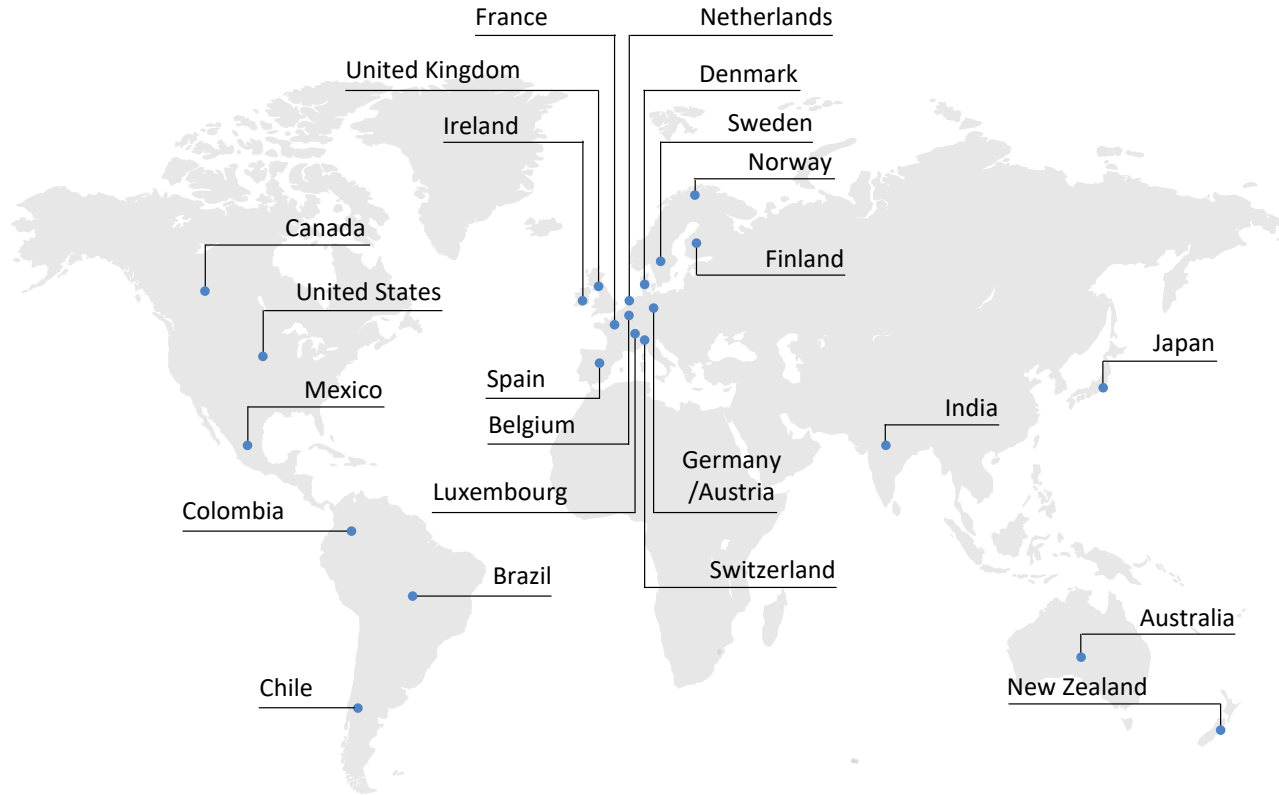 France
Netherlands
United Kingdom
Denmark
Ireland
Sweden
Norway
Canada
Finland
United States
Japan
Spain
Mexico
India
Belgium
Germany
/Austria
Luxembourg
Colombia
Switzerland
Brazil
Australia
Chile
New Zealand